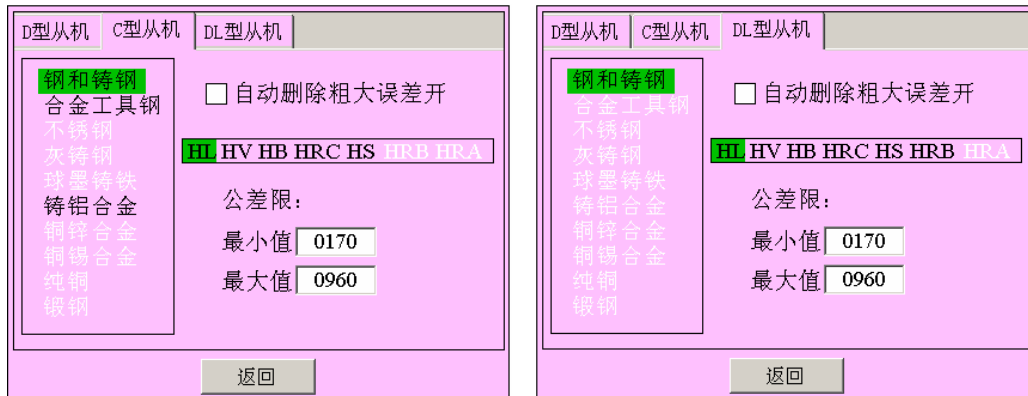 D型从机 C型从机 DL型从机
钢和铸钢
合金工具钢
不锈钢
灰铸钢
球墨铸铁
铸铝合金
铜锌合金
铜锡合金
纯铜
锻钢
自动删除粗大误差开
HL HV HB HRC HS HRB HRA
公差限：
最小值 0170
最大值 0960
返回
D型从机 C型从机 DL型从机
钢和铸钢
合金工具钢
不锈钢
灰铸钢
球墨铸铁
铸铝合金
铜锌合金
铜锡合金
纯铜
锻钢
自动删除粗大误差开
HL HV HB HRC HS HRB HRA
公差限：
最小值 0170
最大值 0960
返回